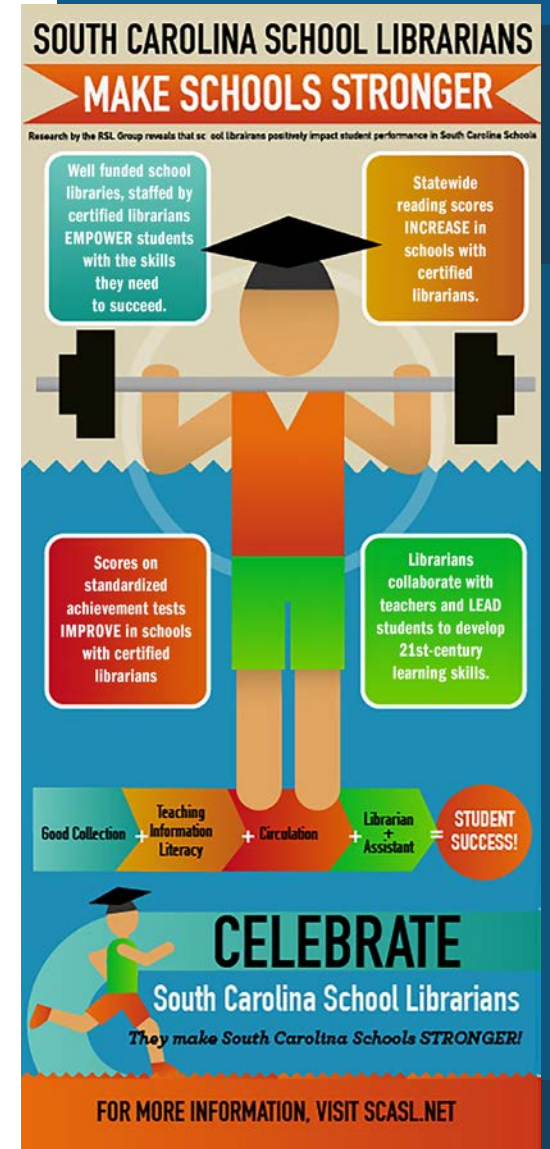 SOUTH CAROLINA SCHOOL LIBRARIANS
MAKE SCHOOLS STRONGER
Research by the RSL Group reveals that sc ool librairans positively impact student performance in South Carolina Schools
Well funded school
libraries, staffed by
certified librarians
EMPOWER students
with the skills
they need
to succeed.
Statewide
reading scores
INCREASE in
schools with
certified
librarians.
Scores on
standardized
achievement tests
IMPROVE in schools
with certified
librarians
Librarians
collaborate with
teachers and LEAD
students to develop
21st-century
learning skills.
Good Collection
+
Teaching
Information
Literacy
+
Circulation
+
Librarian
+
Assistant
=
STUDENT
SUCCESS!
CELEBRATE
South Carolina School Librarians
They make South Carolina Schools STRONGER!
FOR MORE INFORMATION, VISIT SCASL.NET